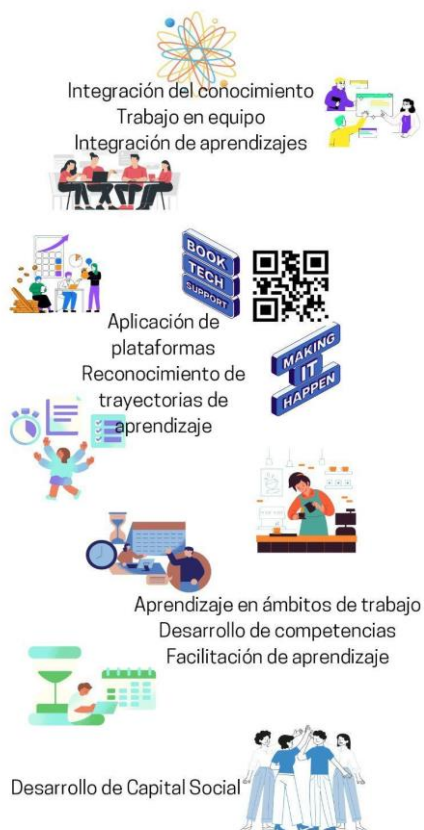 Integración del conocimiento
Trabajo en equipo
Integración de aprendizajes
BOOK
TECH
SUPPORT
Aplicación de
plataformas
Reconocimiento de
trayectorias de
aprendizaje
MAKING
IT
HAPPEN
Aprendizaje en ámbitos de trabajo
Desarrollo de competencias
Facilitación de aprendizaje
Desarrollo de Capital Social